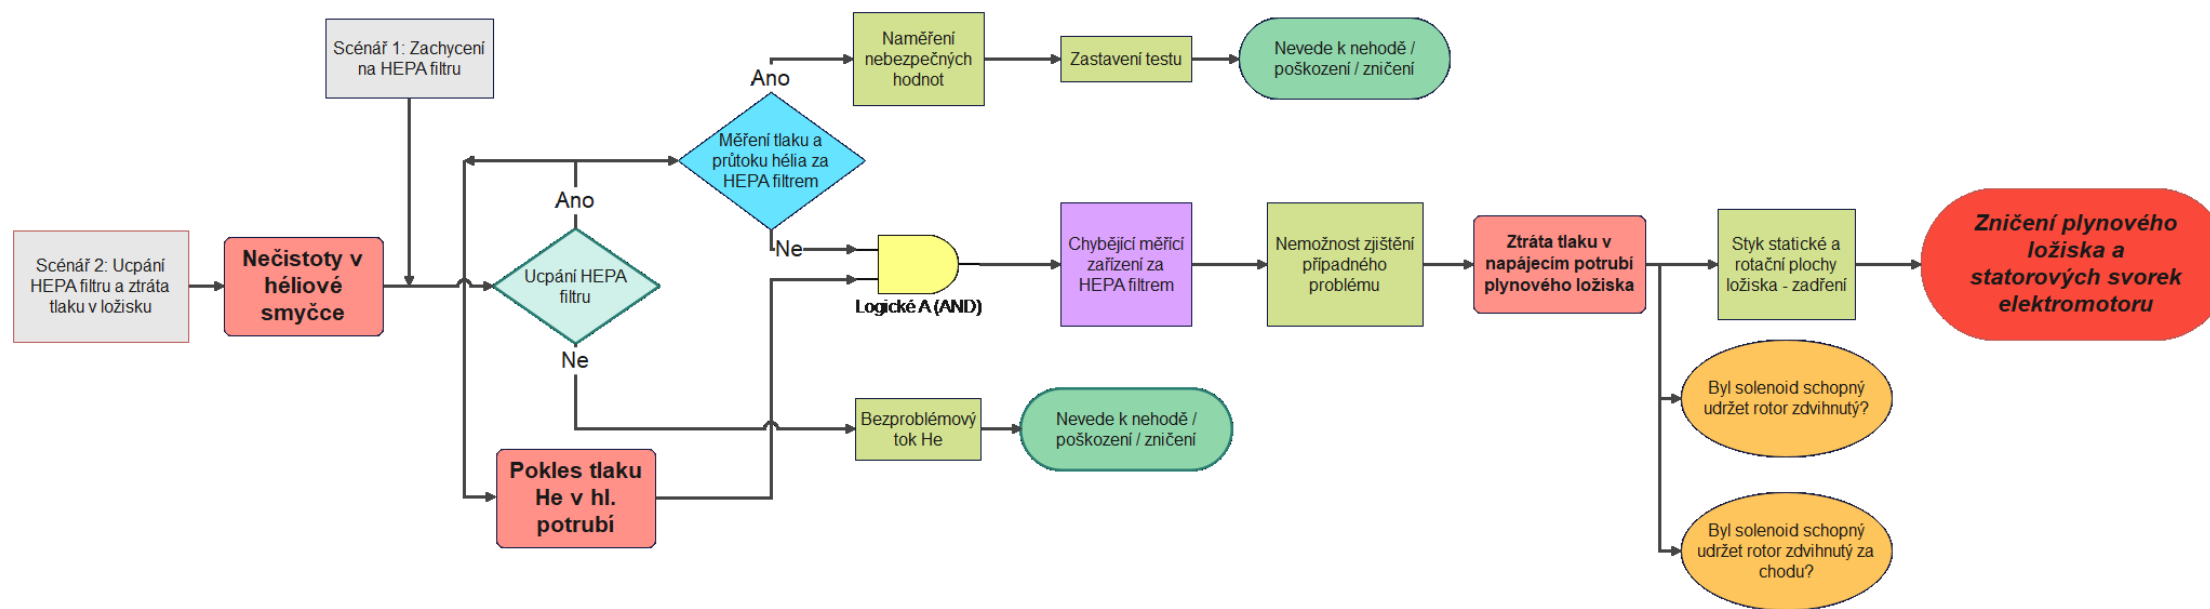 Scénář 1: Zachycení
na HEPA filtru
Naměření
nebezpečných
hodnot
Zastavení testu
Nevede k nehodě /
poškození / zničení
Ano
Měření tlaku a
průtoku hélia za
HEPA filtrem
Ano
Ne
Scénář 2: Ucpání
HEPA filtru a ztráta
tlaku v ložisku
Nečistoty v
héliové
smyčce
Ucpání HEPA
filtru
Logické A (AND)
Chybějící měřící
zařízení za
HEPA filtrem
Nemožnost zjištění
případného
problému
Ztráta tlaku v
napájecím potrubí
plynového ložiska
Styk statické a
rotační plochy
ložiska - zadření
Zničení plynového
ložiska a
statorových svorek
elektromotoru
Ne
Byl solenoid schopný
udržet rotor zdvihnutý?
Bezproblémový
tok He
Nevede k nehodě /
poškození / zničení
Pokles tlaku
He v hl.
potrubí
Byl solenoid schopný
udržet rotor zdvihnutý za
chodu?